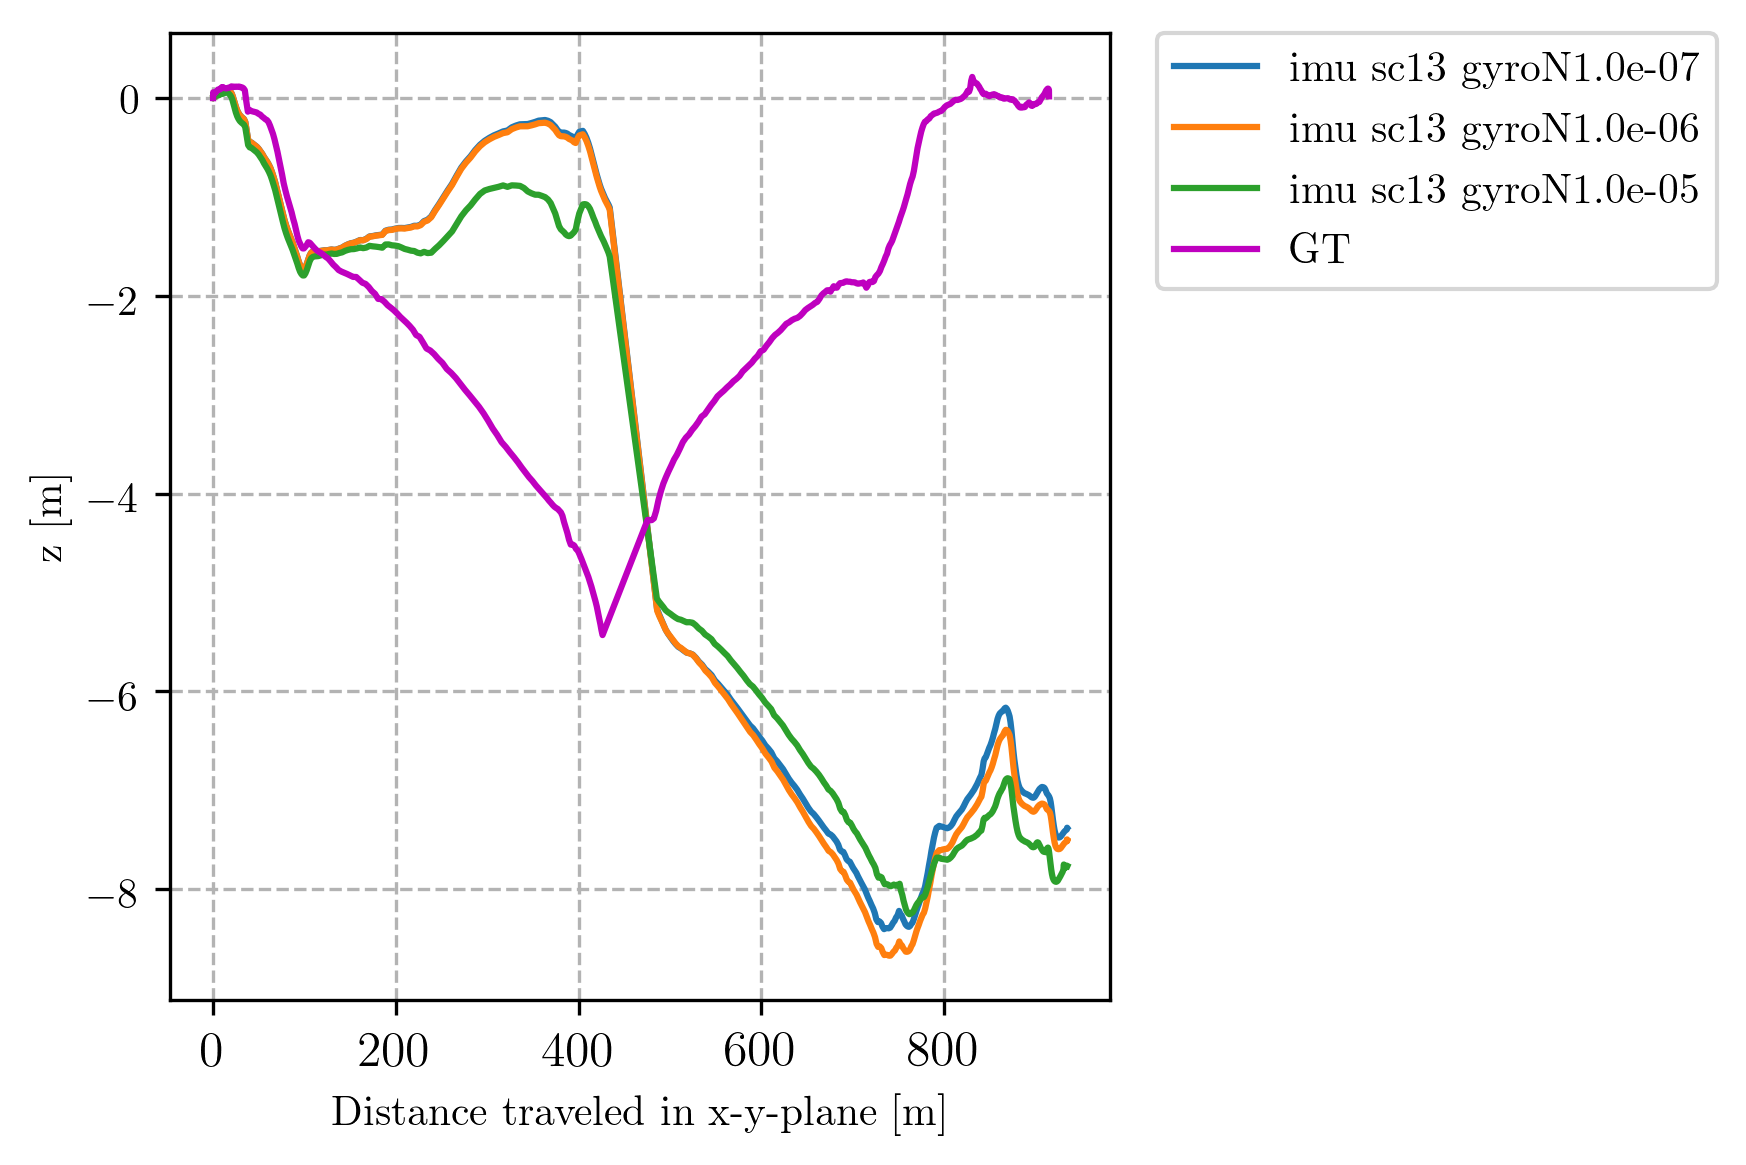 imu sc13 gyroN1.0e-07
imu sc13 gyroN1.0e-06
imu sc13 gyroN1.0e-05
GT
z [m]
0
−2
−4
−6
−8
0 200 400 600 800
Distance traveled in x-y-plane [m]